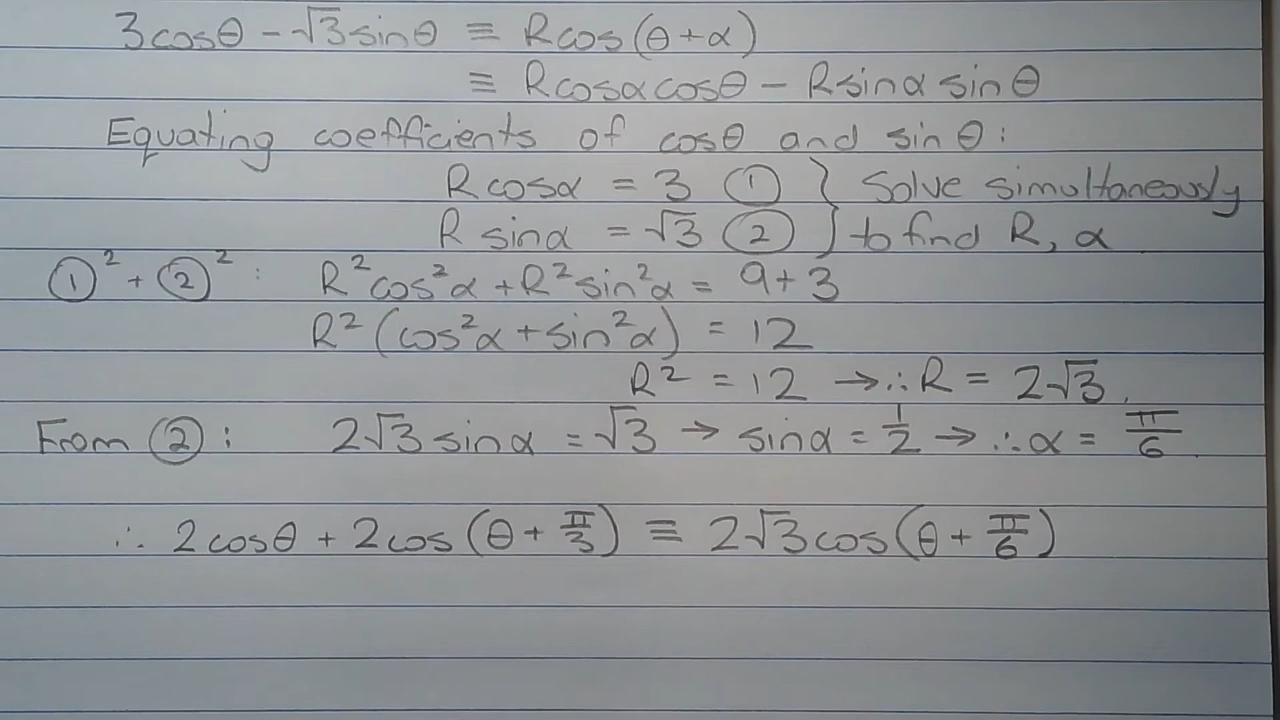 3cosθ - √3sinθ ≡ Rcos(θ+α)
≡ Rcosαcosθ - Rsinα sinθ
Equating coefficients of cosθ and sinθ:
Rcosα = 3 ① } Solve simultaneously
R sinα = √3 ② } to find R, α
①² + ②² : R²cos²α + R²sin²α = 9+3
R²(cos²α + sin²α) = 12
R² = 12 → ∴ R = 2√3.
From ②: 2√3 sinα = √3 → sinα = 1/2 → ∴ α = π/6
∴ 2cosθ + 2cos(θ + π/3) ≡ 2√3cos(θ + π/6)